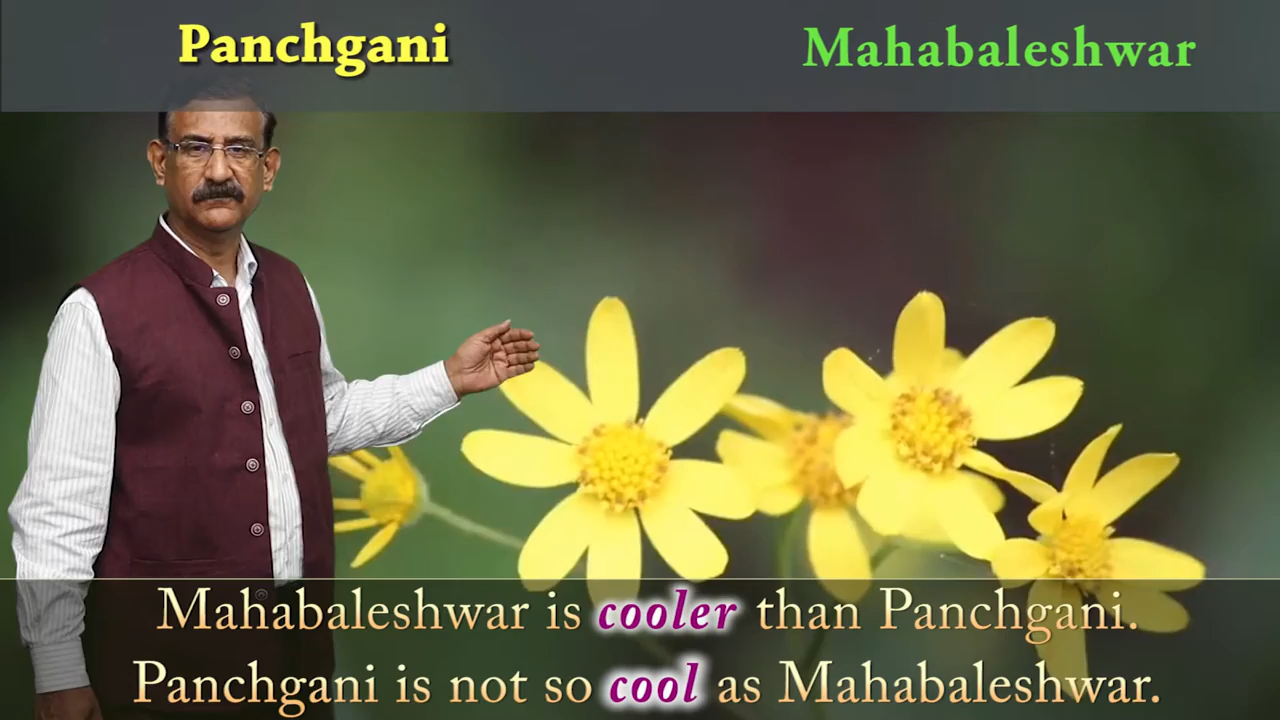 Panchgani
Mahabaleshwar
Mahabaleshwar is cooler than Panchgani.
Panchgani is not so cool as Mahabaleshwar.